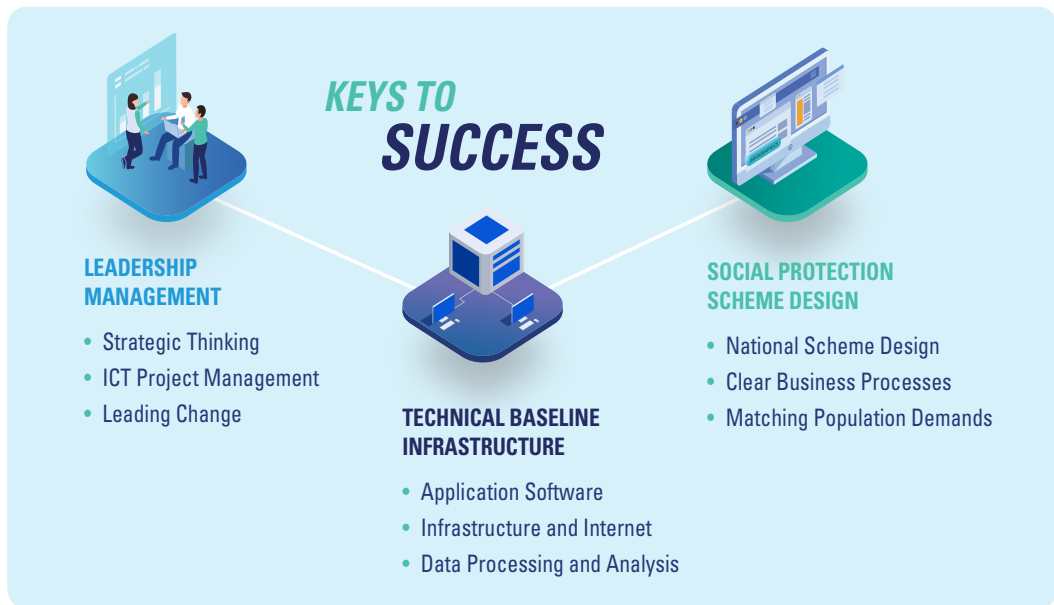 KEYS TO
SUCCESS
LEADERSHIP
MANAGEMENT
• Strategic Thinking
• ICT Project Management
• Leading Change
TECHNICAL BASELINE
INFRASTRUCTURE
• Application Software
• Infrastructure and Internet
• Data Processing and Analysis
SOCIAL PROTECTION
SCHEME DESIGN
• National Scheme Design
• Clear Business Processes
• Matching Population Demands